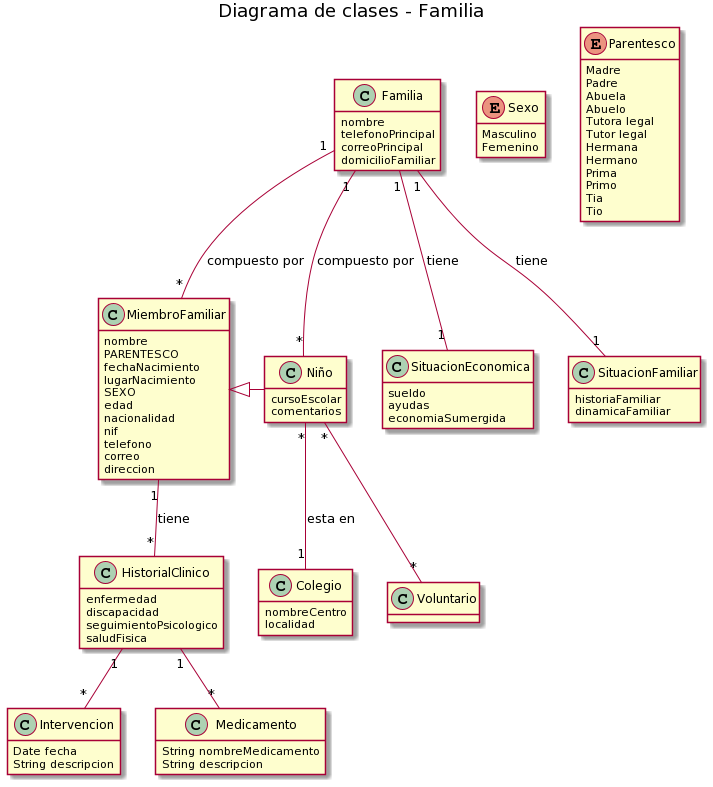 Diagrama de clases - Familia
E Parentesco
Madre
Padre
Abuela
Abuelo
Tutora legal
Tutor legal
Hermana
Hermano
Prima
Primo
Tia
Tio
C Familia
nombre
telefonoPrincipal
correoPrincipal
domicilioFamiliar
E Sexo
Masculino
Femenino
1
1
1
1
compuesto por
compuesto por
tiene
tiene
*
*
1
1
C MiembroFamiliar
nombre
PARENTESCO
fechaNacimiento
lugarNacimiento
SEXO
edad
nacionalidad
nif
telefono
correo
direccion
C Niño
cursoEscolar
comentarios
C SituacionEconomica
sueldo
ayudas
economiaSumergida
C SituacionFamiliar
historiaFamiliar
dinamicaFamiliar
1
tiene
*
*
esta en
1
*
*
C HistorialClinico
enfermedad
discapacidad
seguimientoPsicologico
saludFisica
C Colegio
nombreCentro
localidad
C Voluntario
1
1
*
*
C Intervencion
Date fecha
String descripcion
C Medicamento
String nombreMedicamento
String descripcion